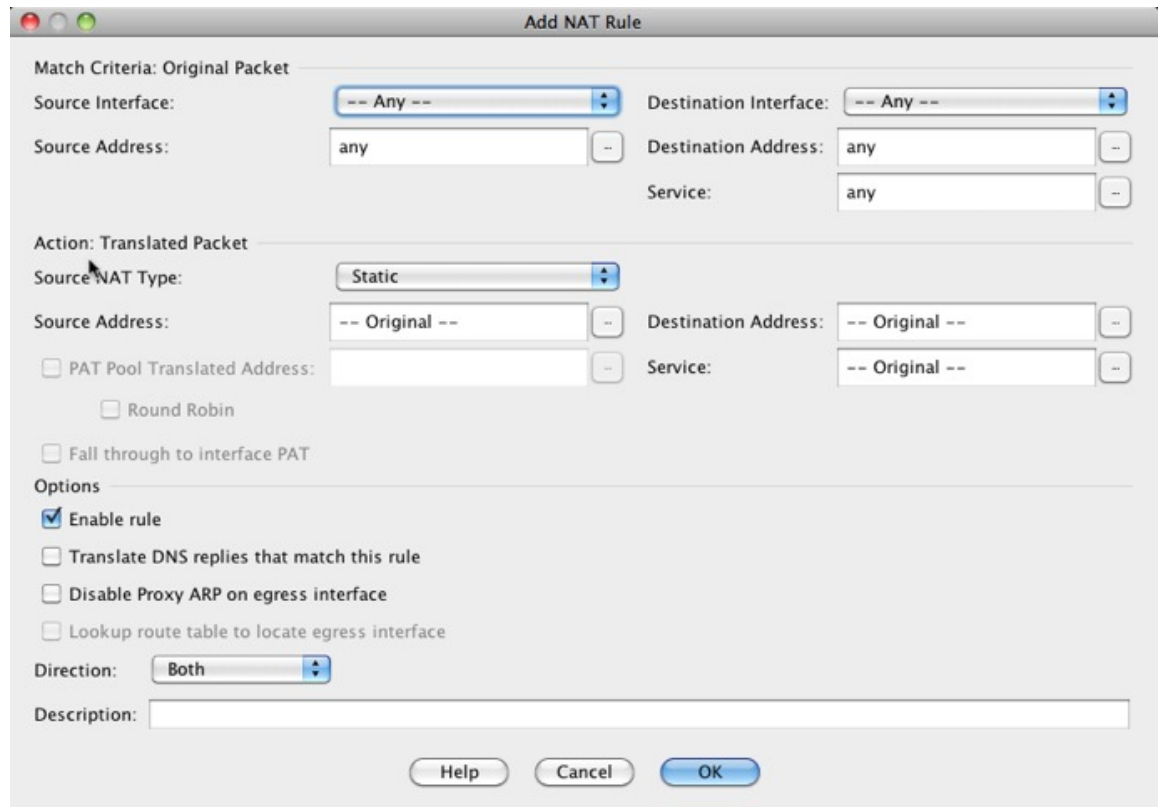 Add NAT Rule
Match Criteria: Original Packet
Source Interface: -- Any -- Destination Interface: -- Any --
Source Address: any ... Destination Address: any ...
Service: any ...
Action: Translated Packet
Source NAT Type: Static
Source Address: -- Original -- ... Destination Address: -- Original -- ...
PAT Pool Translated Address: ... Service: -- Original -- ...
Round Robin
Fall through to interface PAT
Options
Enable rule
Translate DNS replies that match this rule
Disable Proxy ARP on egress interface
Lookup route table to locate egress interface
Direction: Both
Description:
Help Cancel OK